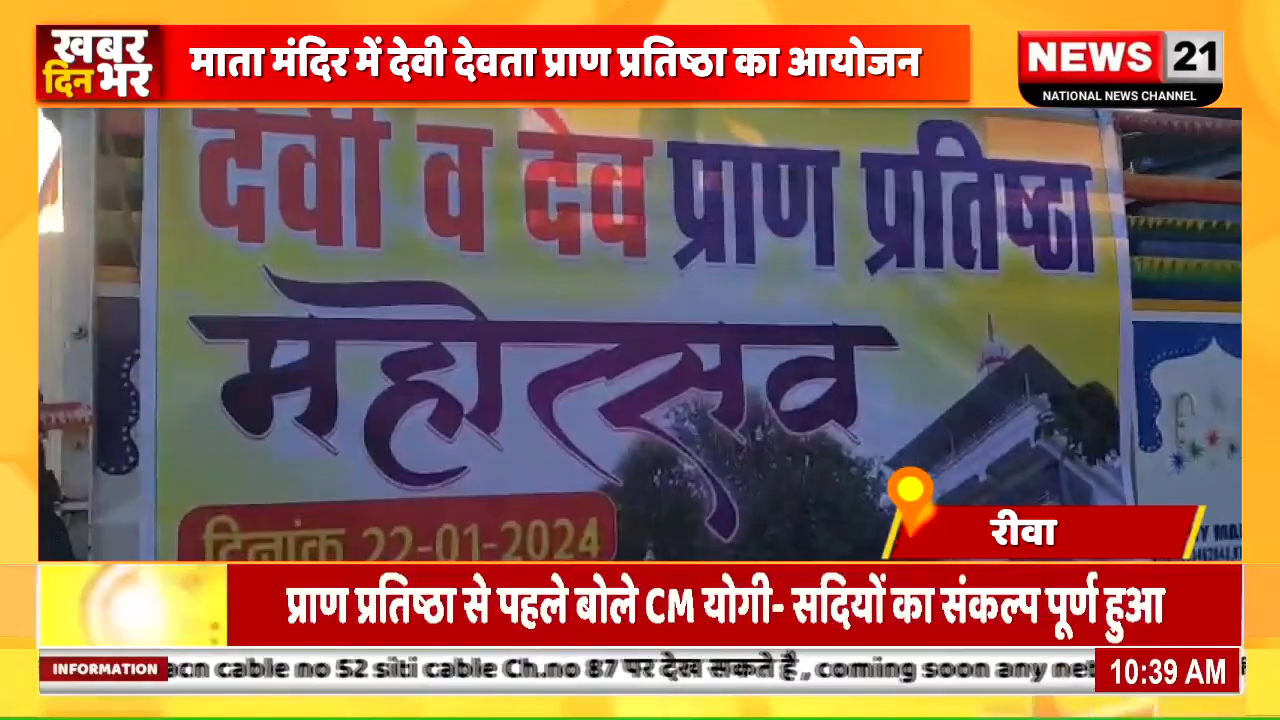 खबर
दिन भर
माता मंदिर में देवी देवता प्राण प्रतिष्ठा का आयोजन
NEWS 21
NATIONAL NEWS CHANNEL
देवी व देव प्राण प्रतिष्ठा
महोत्सव
दिनांक 22-01-2024
रीवा
प्राण प्रतिष्ठा से पहले बोले CM योगी- सदियों का संकल्प पूर्ण हुआ
INFORMATION
acn cable no 52 siti cable Ch.no 87 पर देख सकते है , coming soon any
10:39 AM